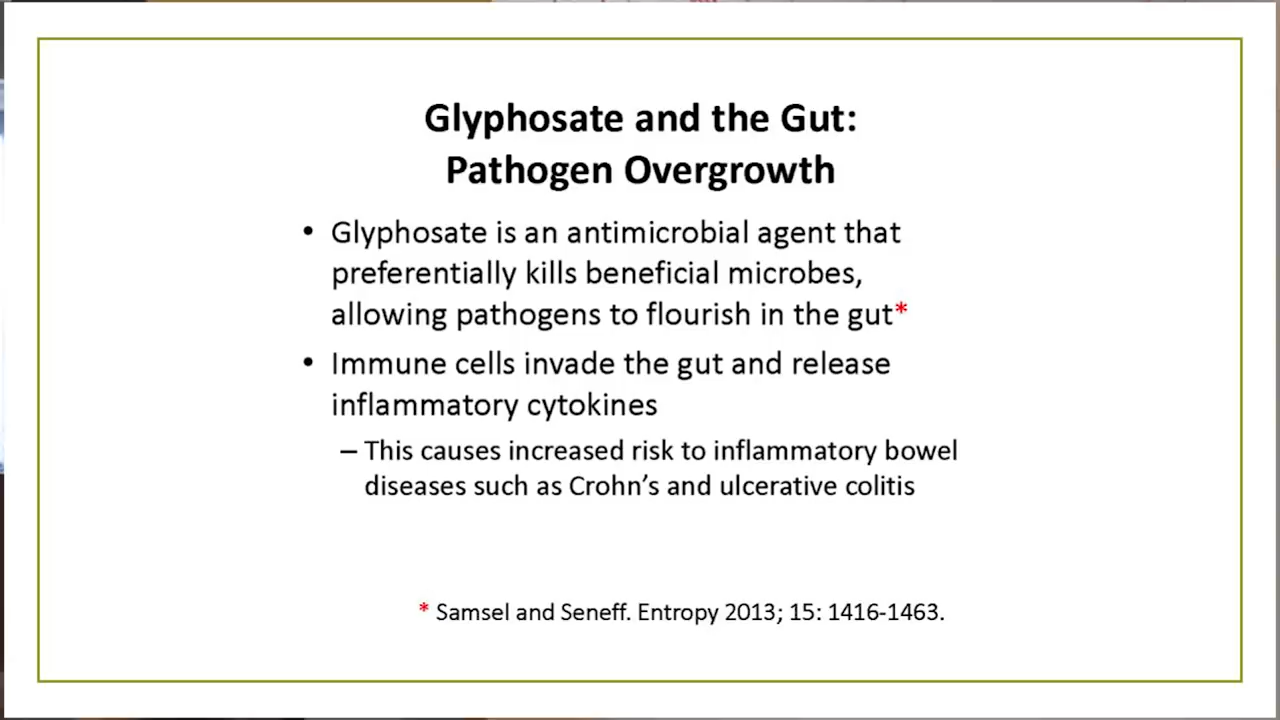 Glyphosate and the Gut:
Pathogen Overgrowth
• Glyphosate is an antimicrobial agent that
preferentially kills beneficial microbes,
allowing pathogens to flourish in the gut*
• Immune cells invade the gut and release
inflammatory cytokines
– This causes increased risk to inflammatory bowel
diseases such as Crohn’s and ulcerative colitis
* Samsel and Seneff. Entropy 2013; 15: 1416-1463.